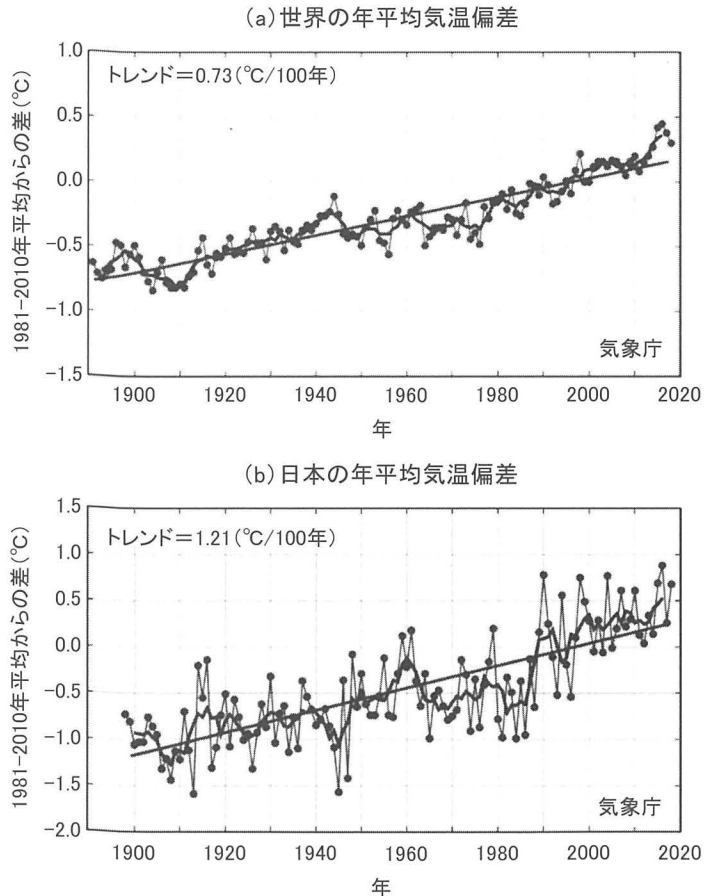 (a)世界の年平均気温偏差
1.0
0.5
0.0
−0.5
−1.0
−1.5
1981-2010年平均からの差(℃)
トレンド＝0.73(℃/100年)
気象庁
1900
1920
1940
1960
1980
2000
2020
年
(b)日本の年平均気温偏差
1.5
1.0
0.5
0.0
−0.5
−1.0
−1.5
−2.0
1981-2010年平均からの差(℃)
トレンド＝1.21(℃/100年)
気象庁
1900
1920
1940
1960
1980
2000
2020
年